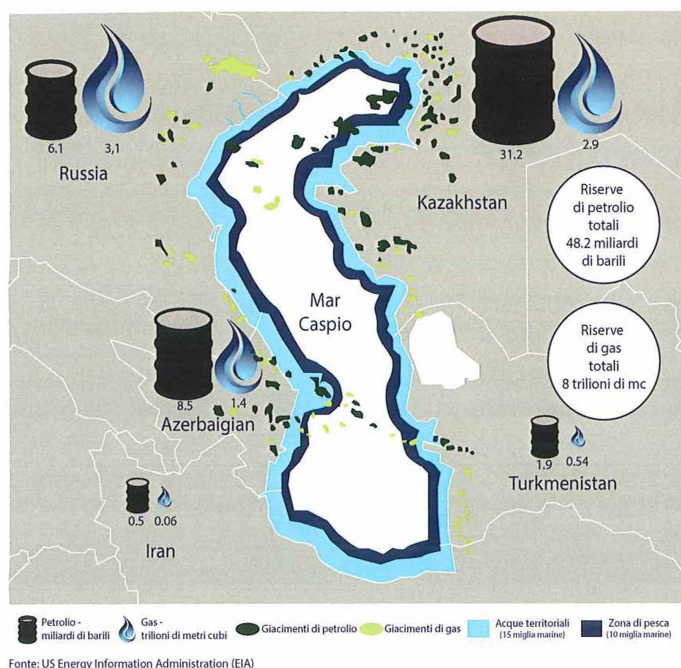 6.1
3,1
Russia
31.2
2.9
Kazakhstan
Riserve
di petrolio
totali
48.2 miliardi
di barili
Mar
Caspio
Riserve
di gas
totali
8 trilioni di mc
8.5
1.4
Azerbaigian
1.9
0.54
Turkmenistan
0.5
0.06
Iran
Petrolio -
miliardi di barili
Gas -
trilioni di metri cubi
Giacimenti di petrolio
Giacimenti di gas
Acque territoriali
(15 miglia marine)
Zona di pesca
(10 miglia marine)
Fonte: US Energy Information Administration (EIA)